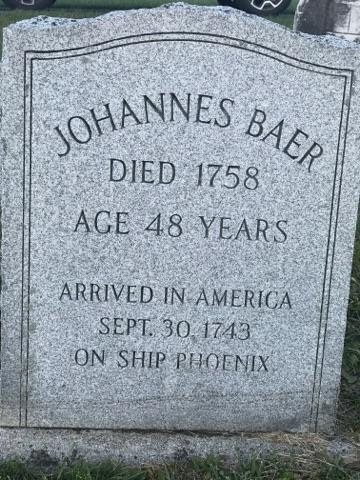 JOHANNES BAER
DIED 1758
AGE 48 YEARS
ARRIVED IN AMERICA
SEPT. 30, 1743
ON SHIP PHOENIX